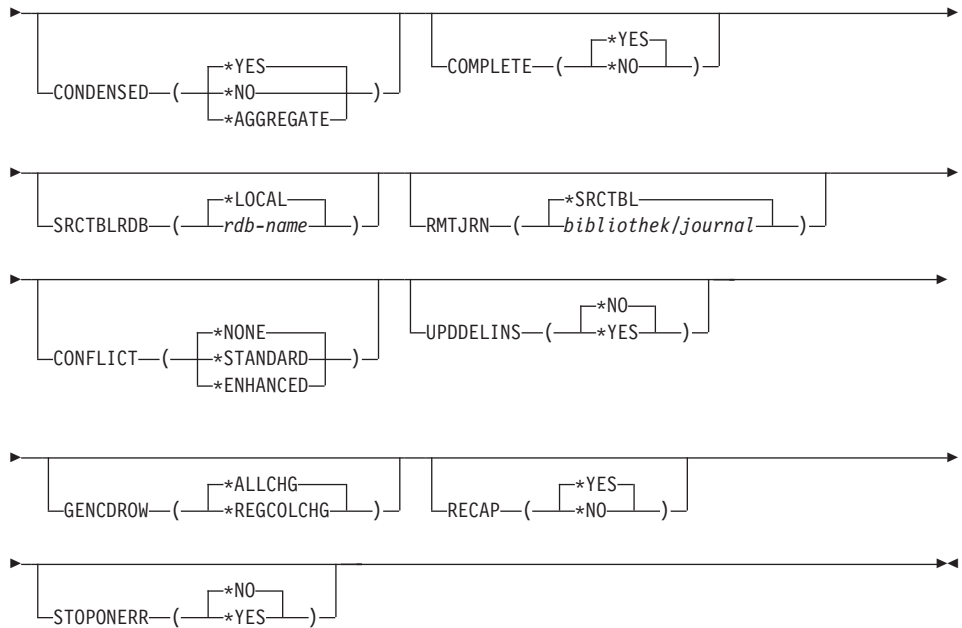 *YES
CONDENSED ( *NO )
*AGGREGATE
*YES
COMPLETE ( *NO )
*LOCAL
SRCTBLRDB ( rdb-name )
*SRCTBL
RMTJRN ( bibliothek/journal )
*NONE
CONFLICT ( *STANDARD )
*ENHANCED
*NO
UPDDELINS ( *YES )
*ALLCHG
GENCDROW ( *REGCOLCHG )
*YES
RECAP ( *NO )
*NO
STOPONERR ( *YES )